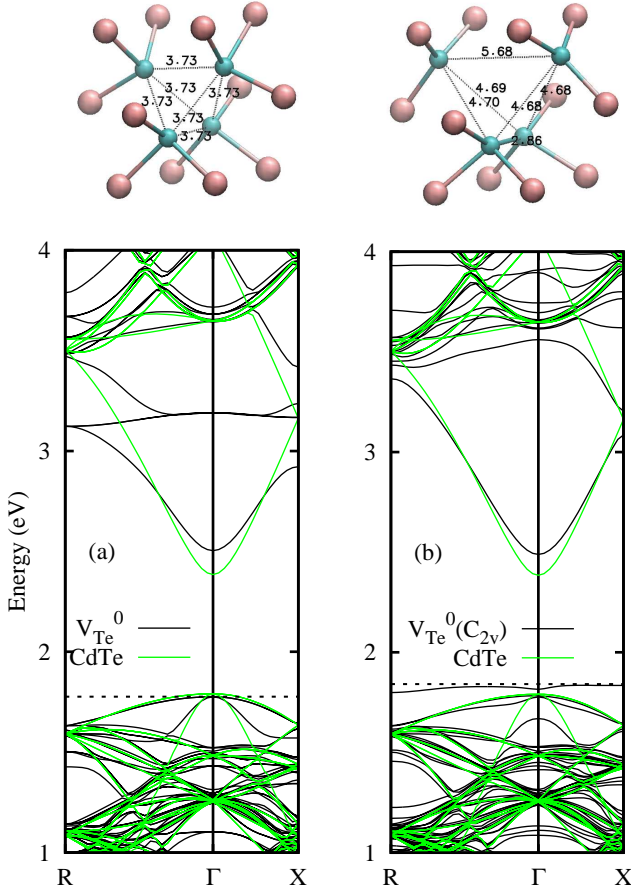 3.73
3.73
3.73
3.73
3.73
3.73
5.68
4.69
4.70
4.68
4.68
2.86
Energy (eV)
4
3
2
1
(a)
V_Te^0
CdTe
R Γ X
4
3
2
1
(b)
V_Te^0(C_2v)
CdTe
R Γ X